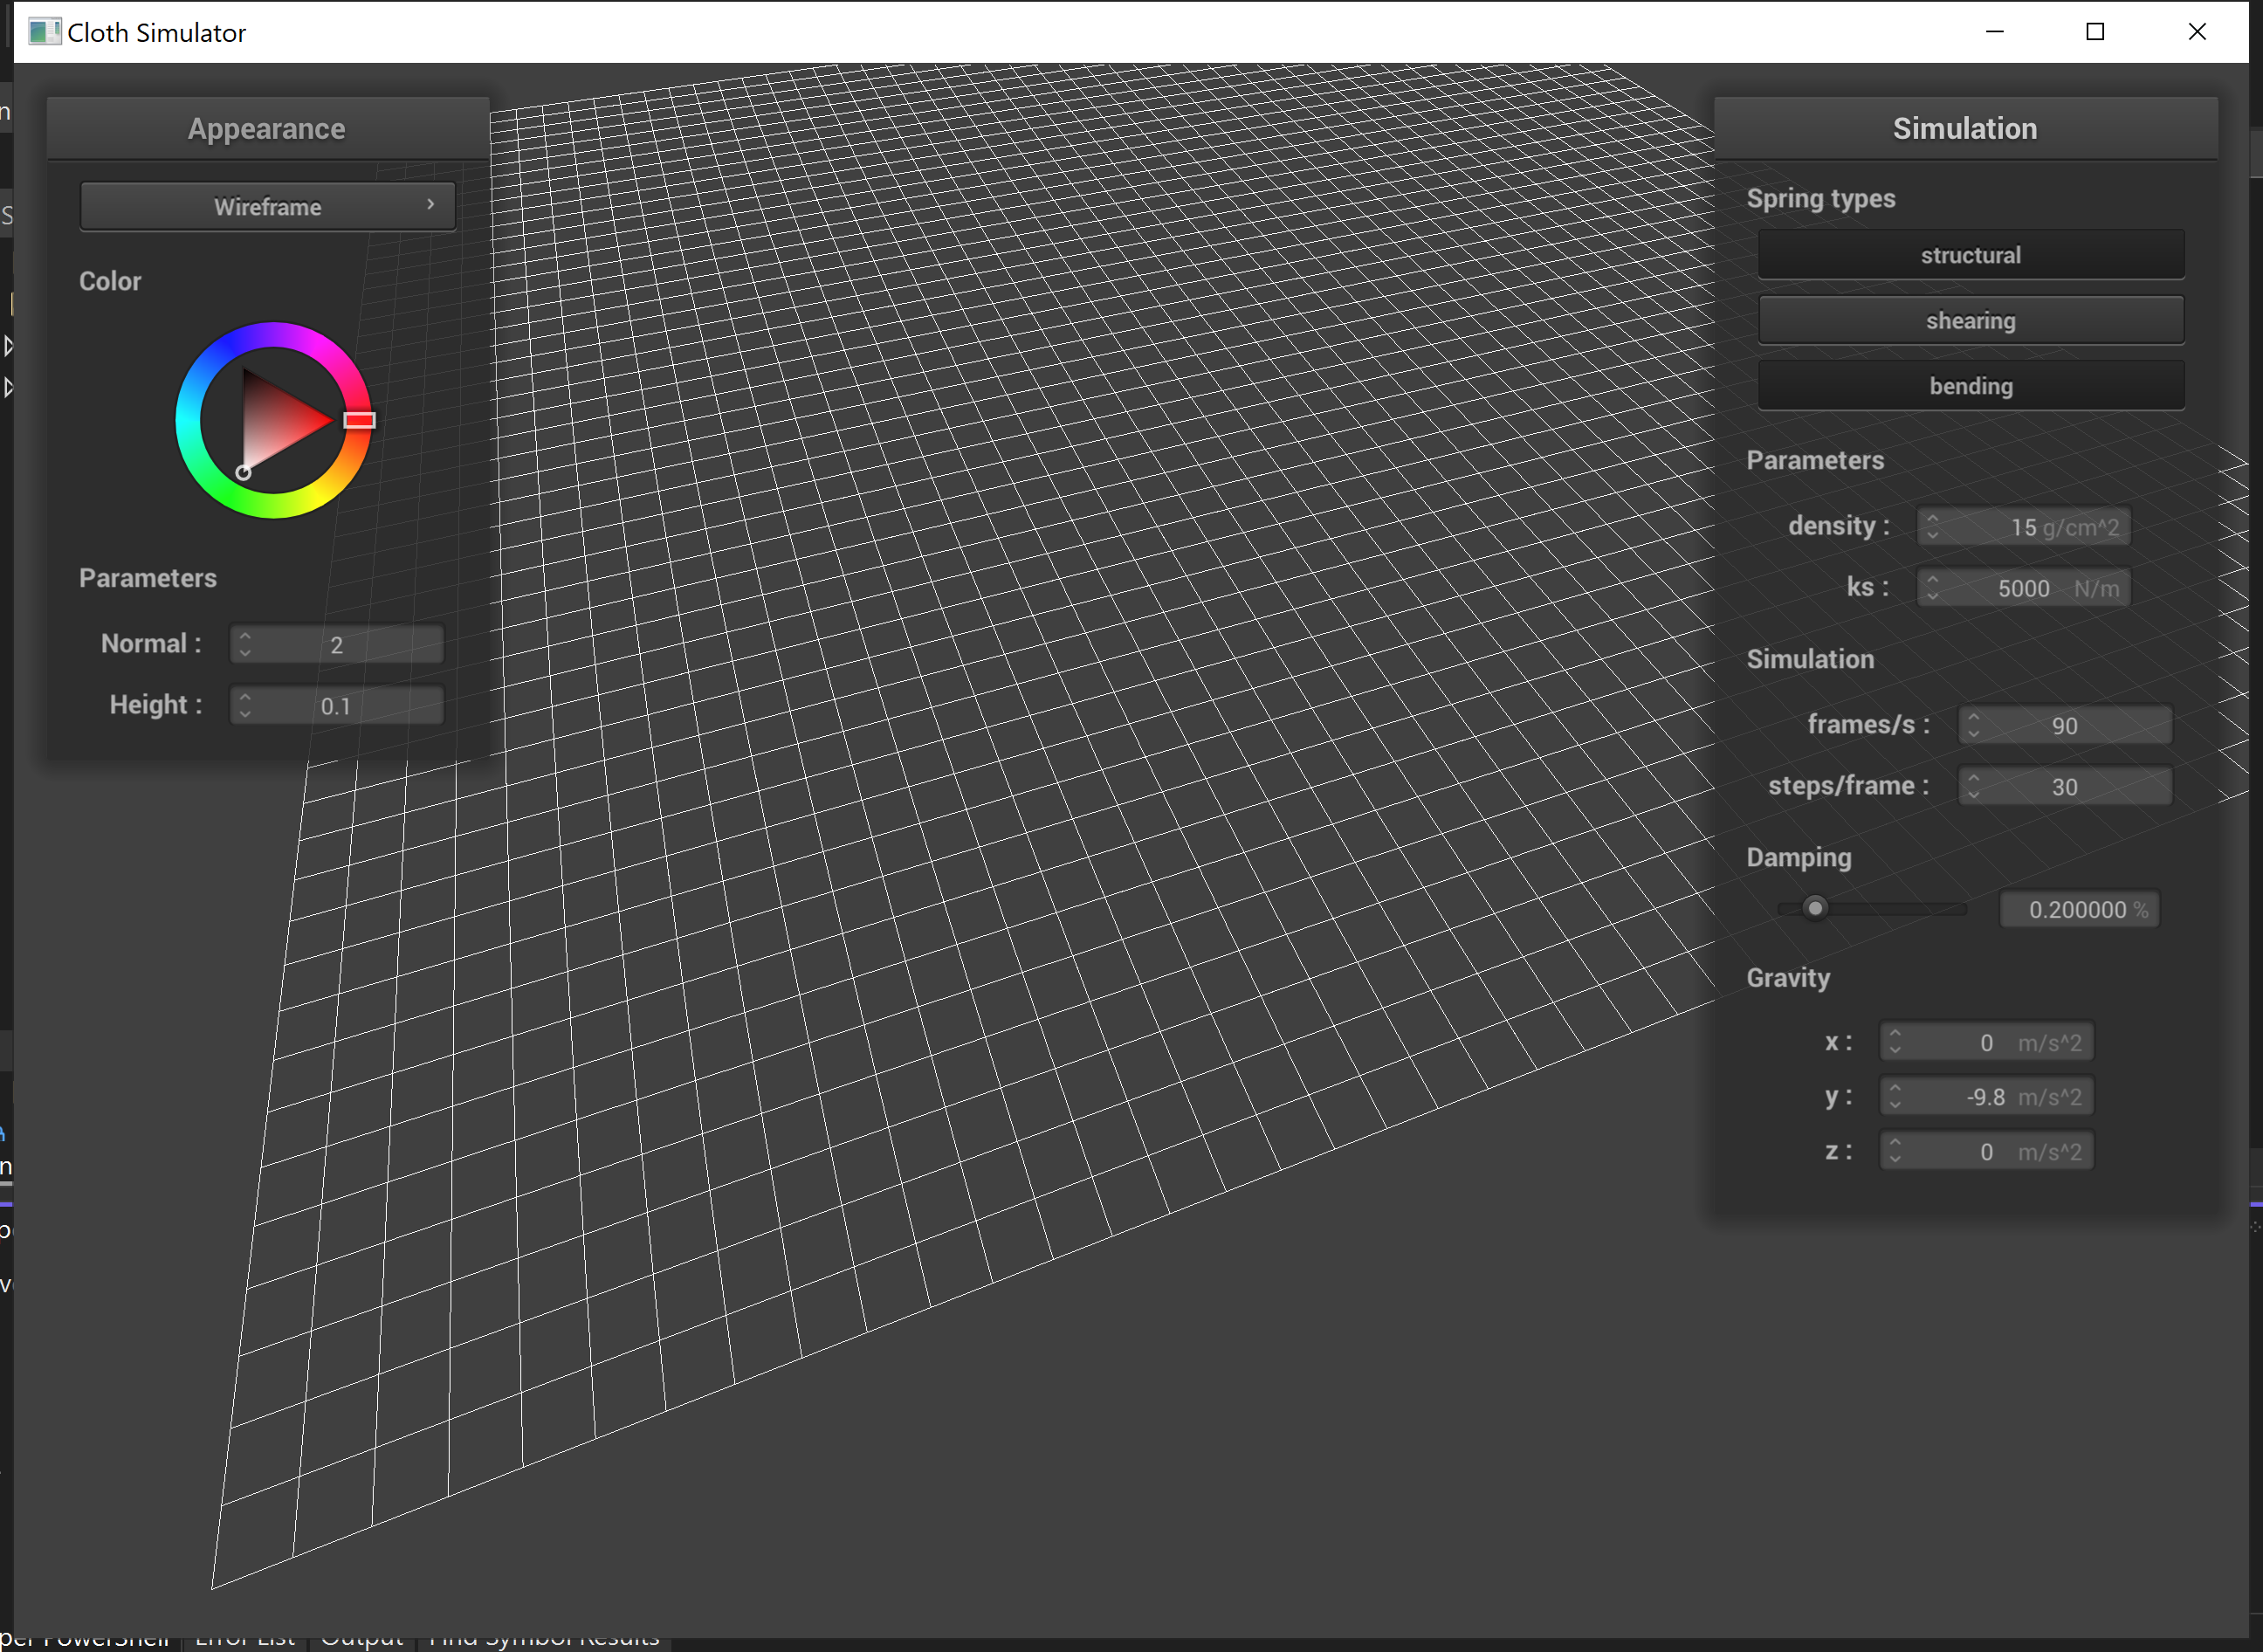 Cloth Simulator
Appearance
Wireframe
Color
Parameters
Normal : 2
Height : 0.1
Simulation
Spring types
structural
shearing
bending
Parameters
density : 15 g/cm^2
ks : 5000 N/m
Simulation
frames/s : 90
steps/frame : 30
Damping
0.200000 %
Gravity
x : 0 m/s^2
y : -9.8 m/s^2
z : 0 m/s^2
PowerShell Error List Output Find Symbol Results